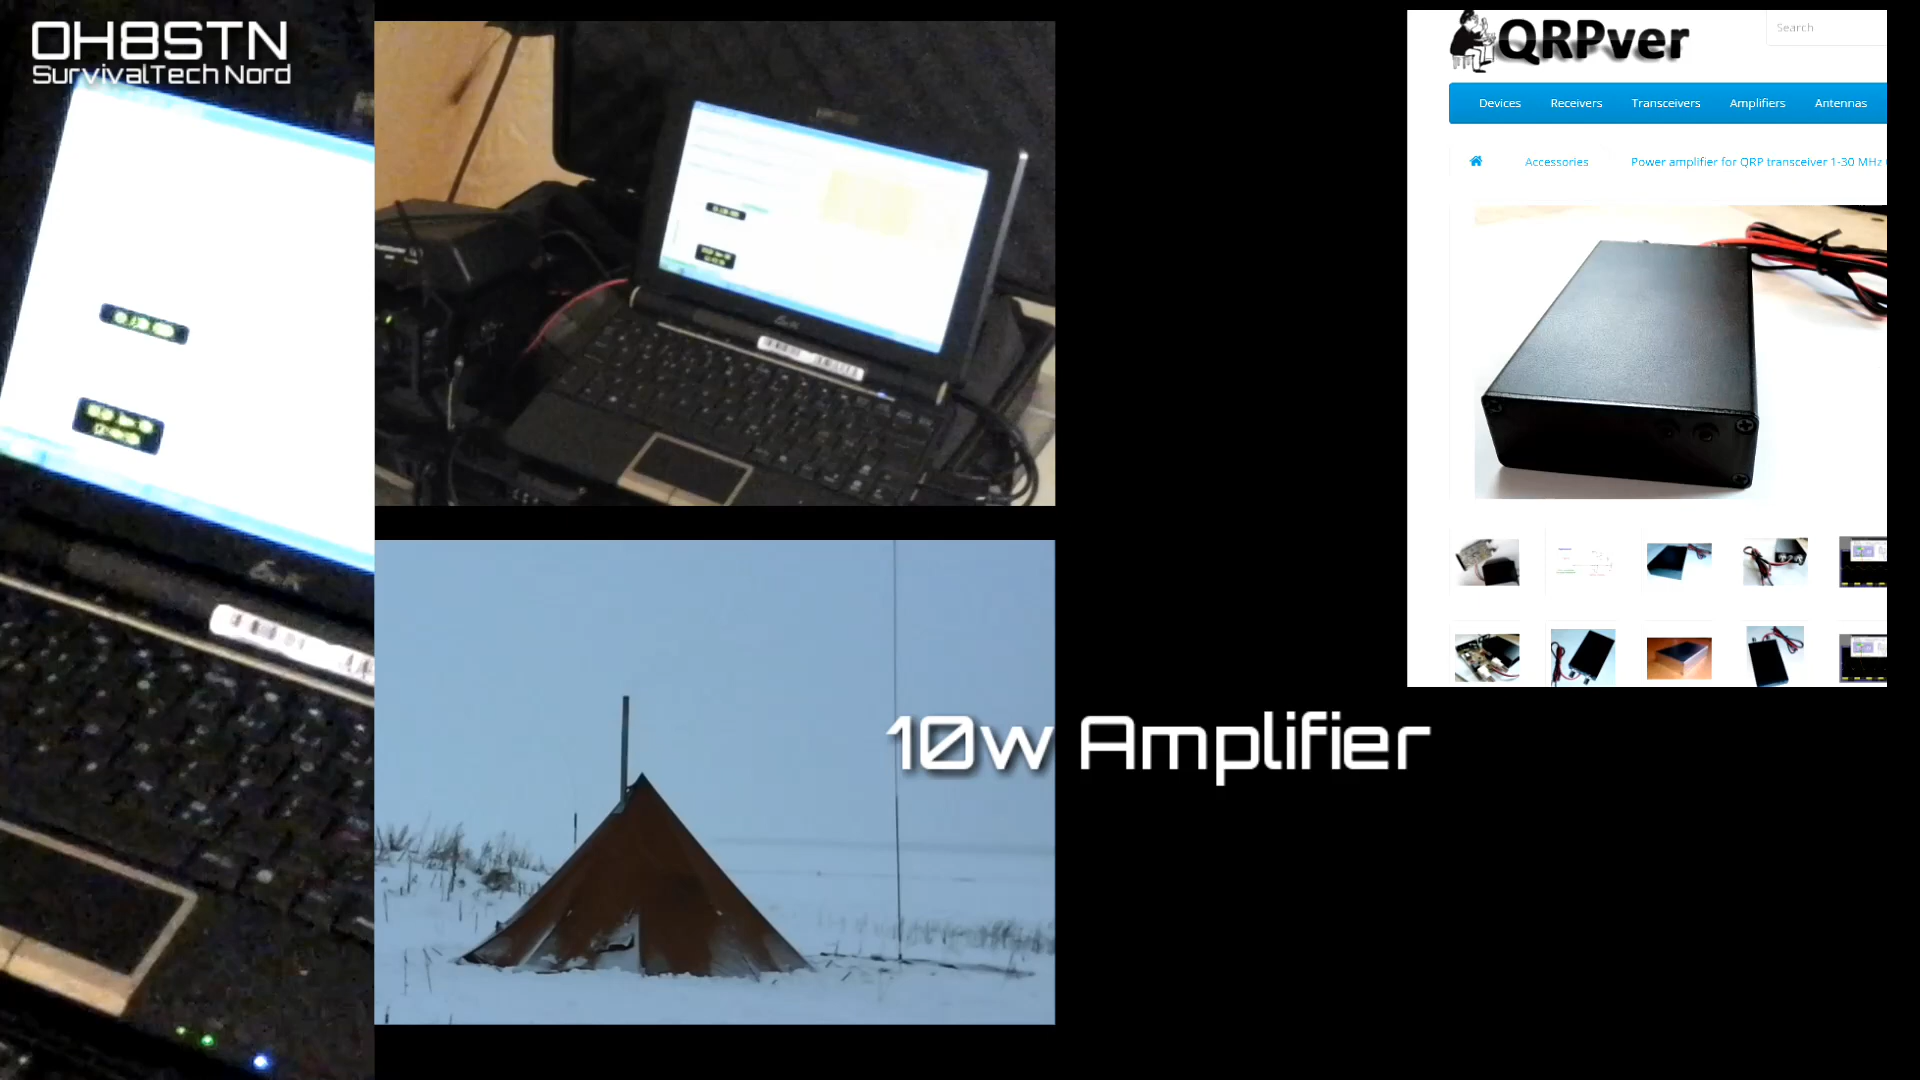 OH8STN
SurvivalTech Nord
QRPver
Search
Devices
Receivers
Transceivers
Amplifiers
Antennas
Accessories
Power amplifier for QRP transceiver 1-30 MHz
10w Amplifier